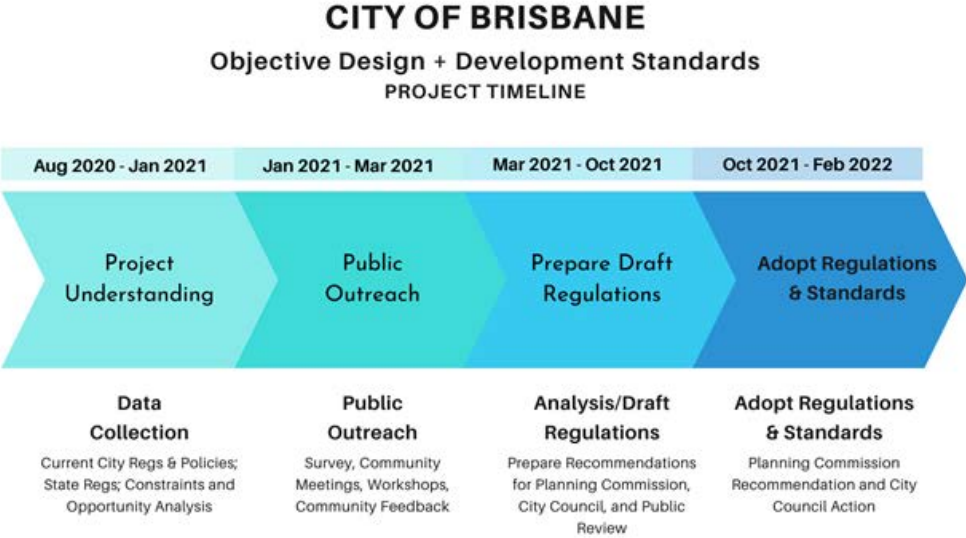 CITY OF BRISBANE
Objective Design + Development Standards
PROJECT TIMELINE
Aug 2020 - Jan 2021
Jan 2021 - Mar 2021
Mar 2021 - Oct 2021
Oct 2021 - Feb 2022
Project
Understanding
Public
Outreach
Prepare Draft
Regulations
Adopt Regulations
& Standards
Data
Collection
Current City Regs & Policies;
State Regs; Constraints and
Opportunity Analysis
Public
Outreach
Survey, Community
Meetings, Workshops,
Community Feedback
Analysis/Draft
Regulations
Prepare Recommendations
for Planning Commission,
City Council, and Public
Review
Adopt Regulations
& Standards
Planning Commission
Recommendation and City
Council Action